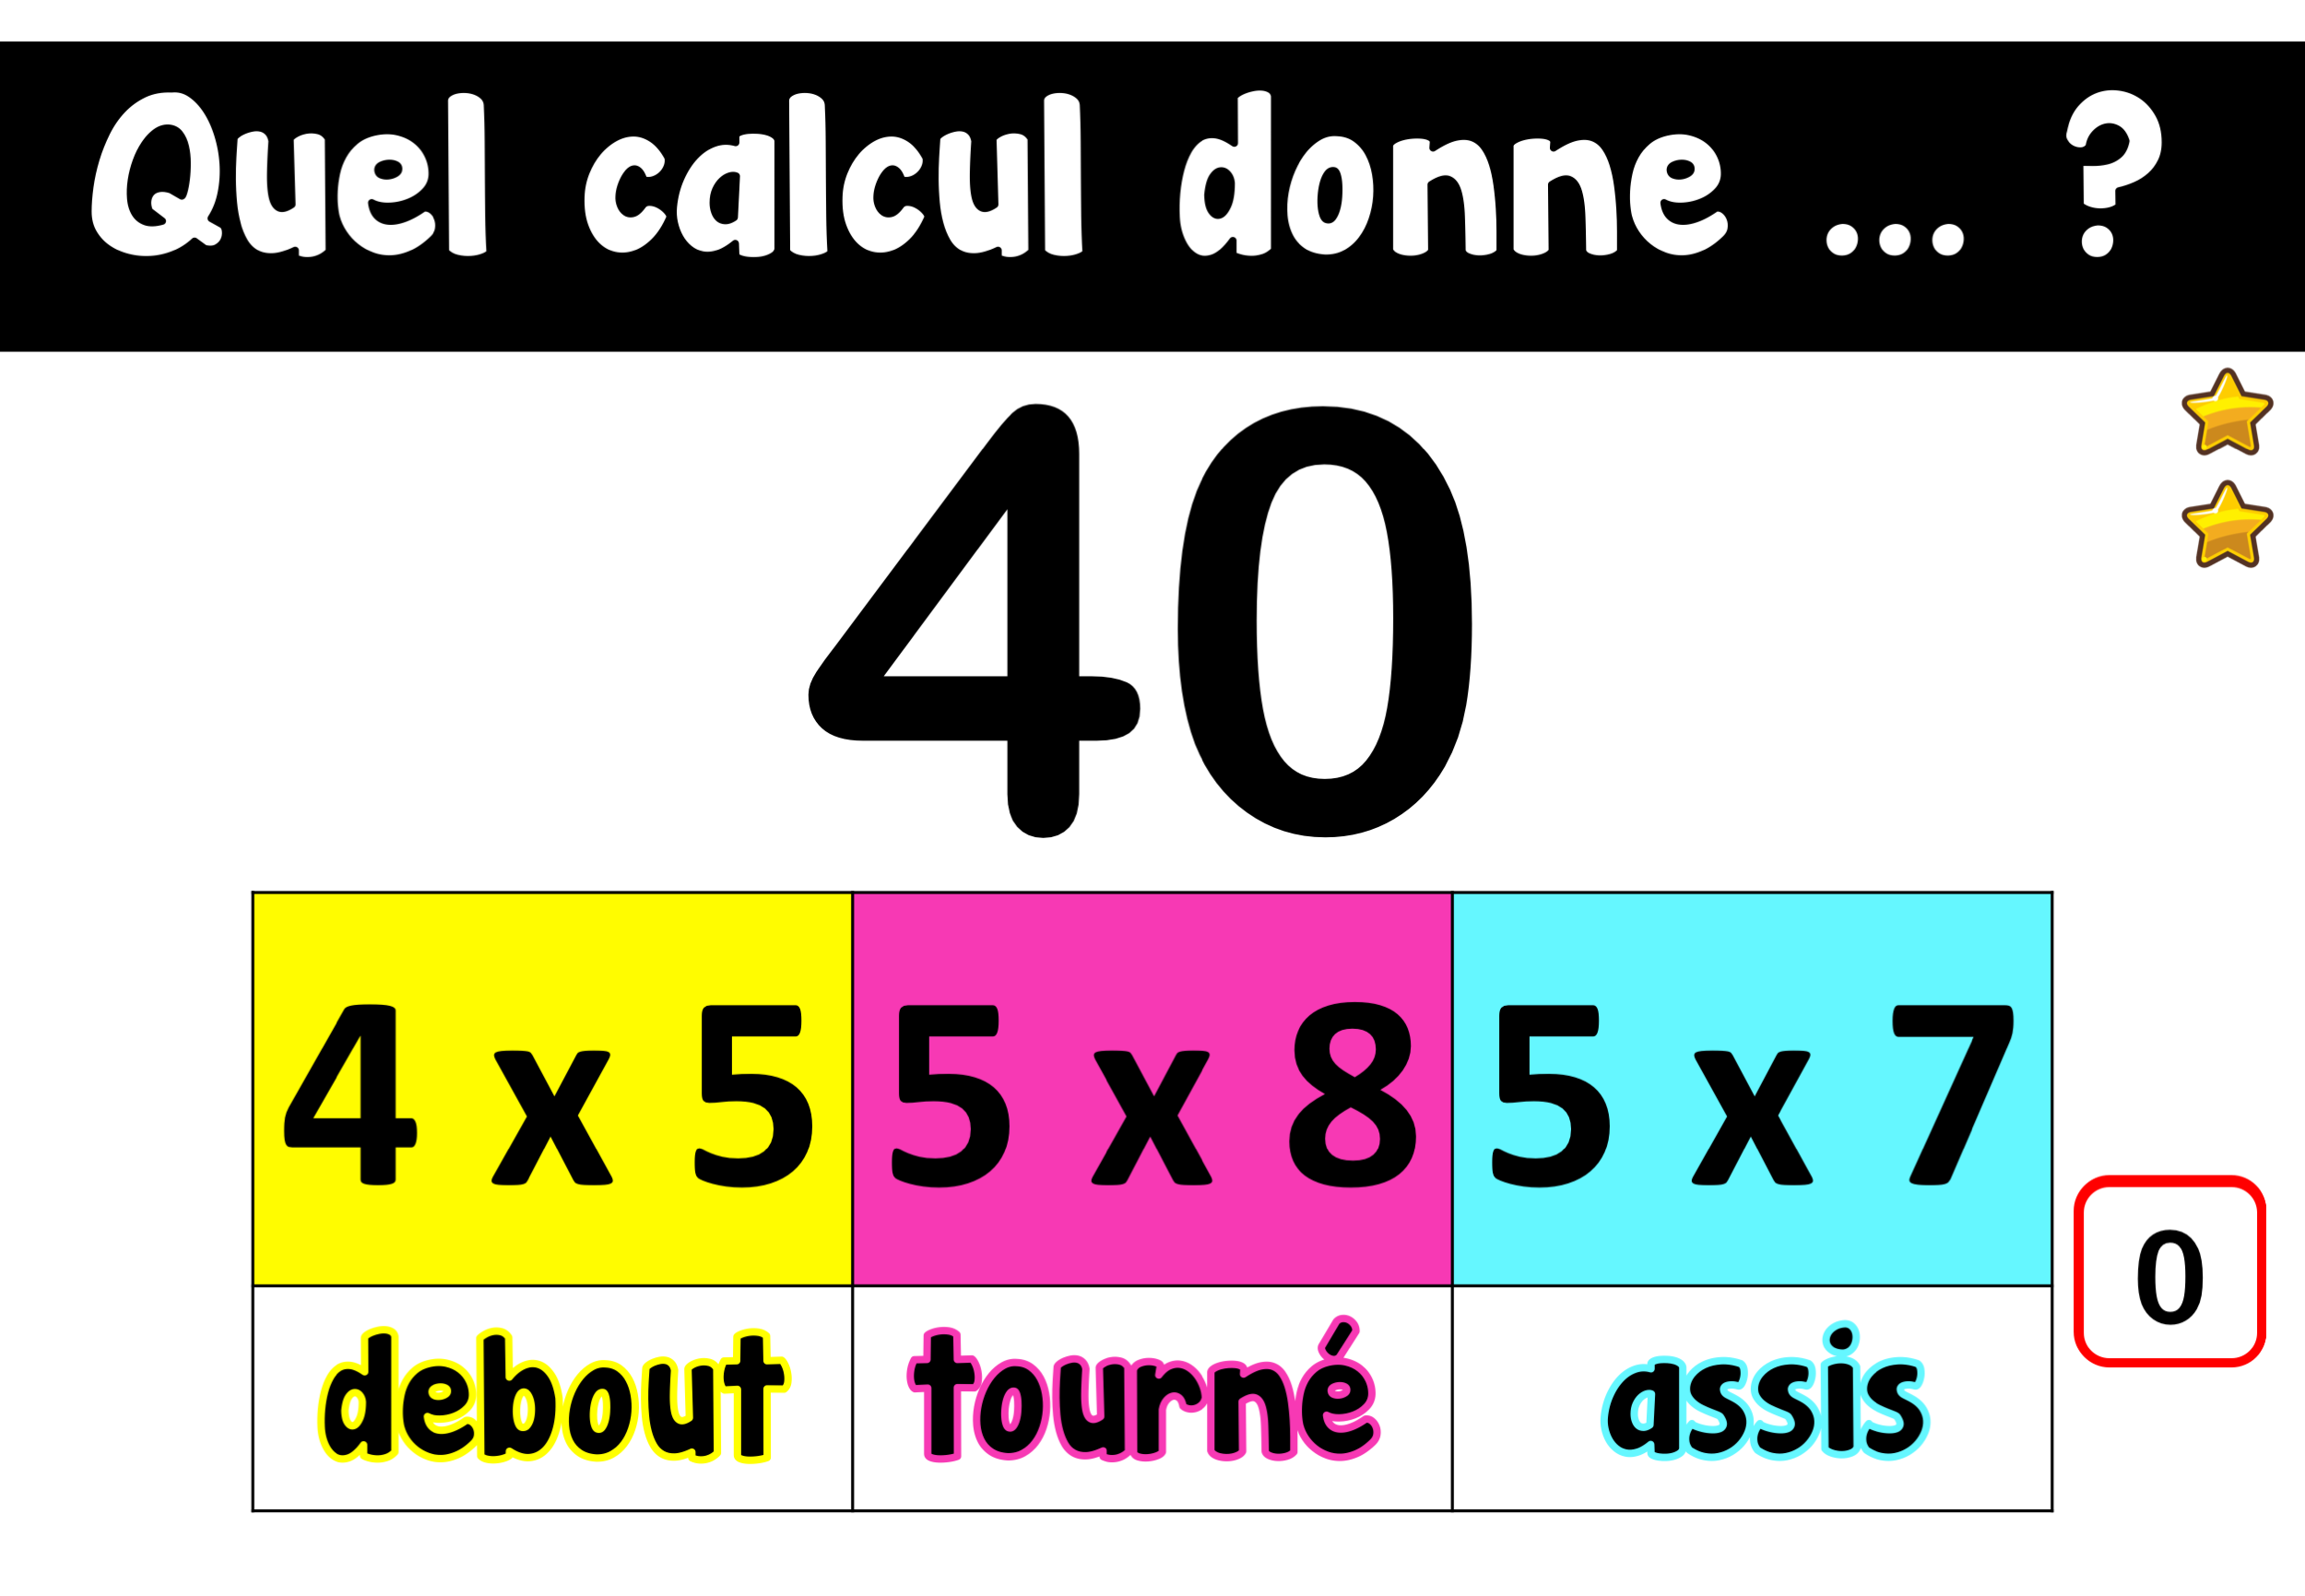 Quel calcul donne ... ?
40
4 x 5 5 x 8 5 x 7
0
debout tourné assis